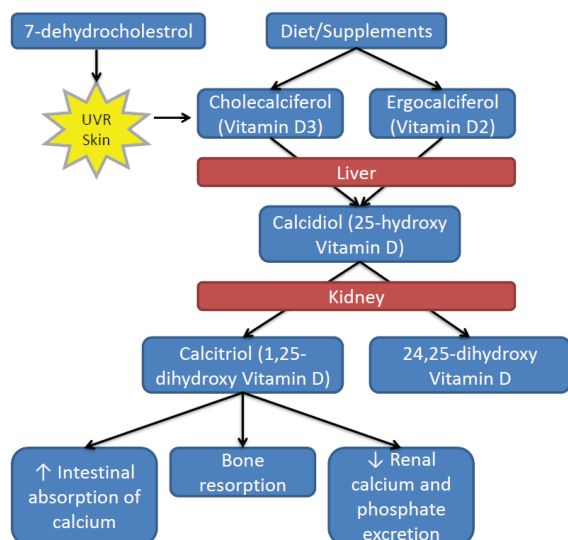 7-dehydrocholestrol
Diet/Supplements
UVR
Skin
Cholecalciferol
(Vitamin D3)
Ergocalciferol
(Vitamin D2)
Liver
Calcidiol (25-hydroxy
Vitamin D)
Kidney
Calcitriol (1,25-
dihydroxy Vitamin D)
24,25-dihydroxy
Vitamin D
↑ Intestinal
absorption of
calcium
Bone
resorption
↓ Renal
calcium and
phosphate
excretion